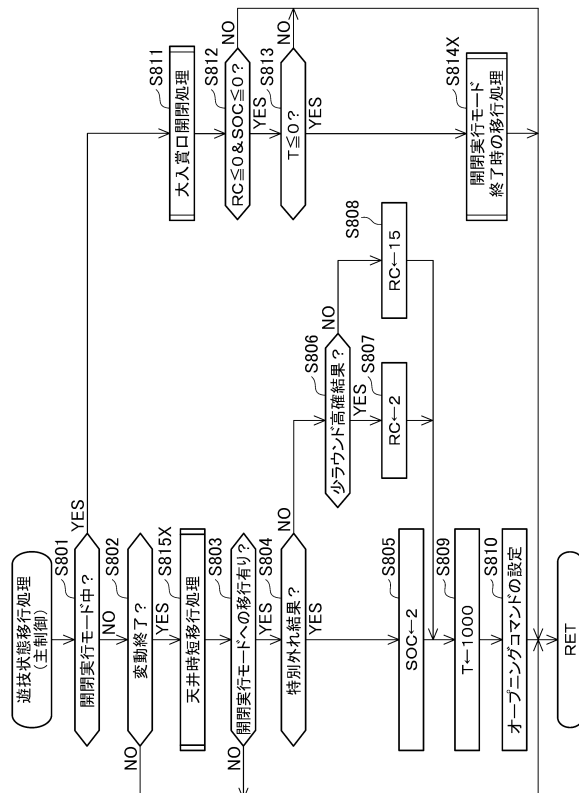 遊技状態移行処理
(主制御)
S801
開閉実行モード中?
YES
NO
S802
変動終了?
NO
YES
S815X
天井時短移行処理
S803
開閉実行モードへの移行有り?
NO
YES
S804
特別外れ結果?
NO
YES
S805
SOC←2
S806
少ラウンド高確結果?
NO
YES
S807
RC←2
S808
RC←15
S809
T←1000
S810
オープニングコマンドの設定
S811
大入賞口開閉処理
S812
RC≦0&SOC≦0?
NO
YES
S813
T≦0?
NO
YES
S814X
開閉実行モード
終了時の移行処理
RET